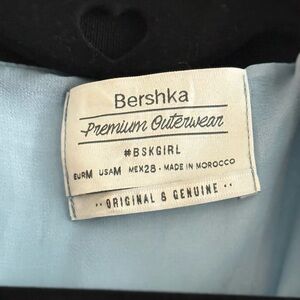 Bershka
Premium Outerwear
#BSKGIRL
EURM USAM MEX28 - MADE IN MOROCCO
·· ORIGINAL & GENUINE ··